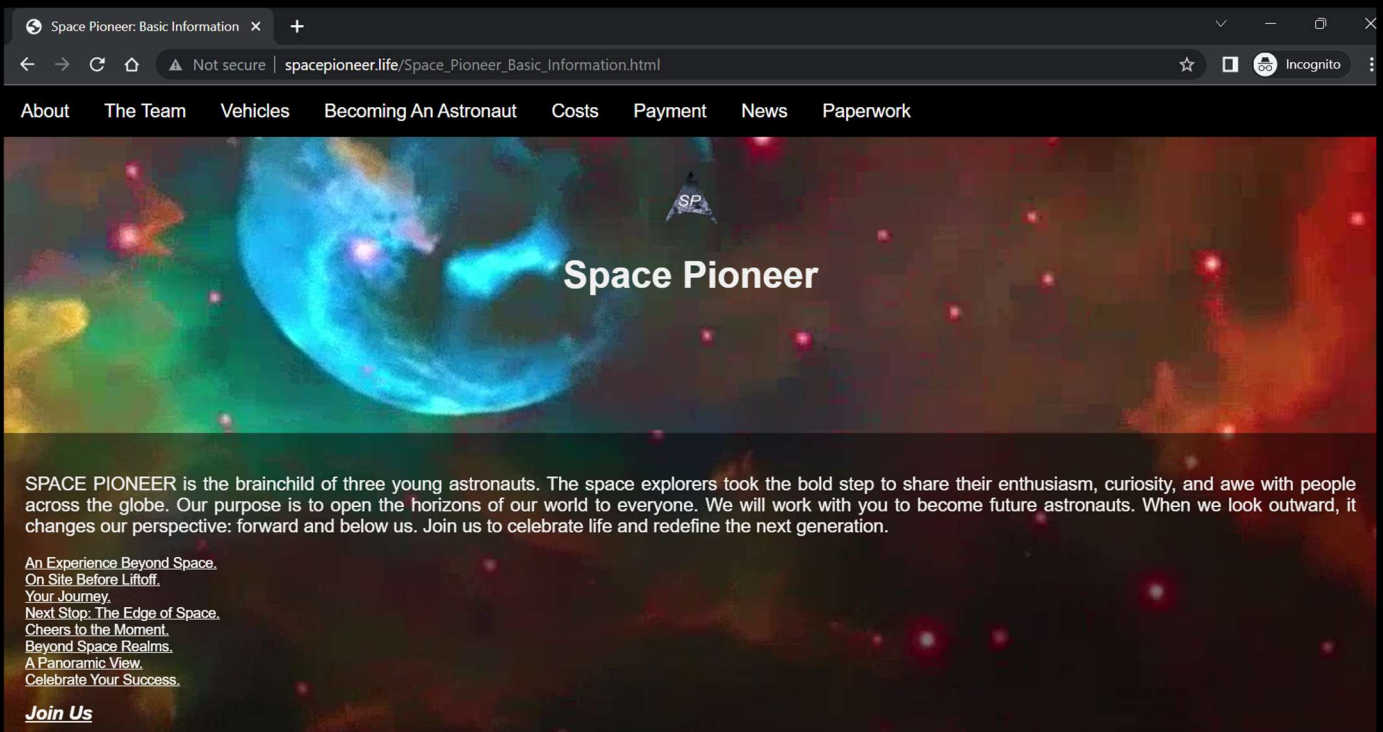 Space Pioneer: Basic Information
Not secure | spacepioneer.life/Space_Pioneer_Basic_Information.html
Incognito
About The Team Vehicles Becoming An Astronaut Costs Payment News Paperwork
SP
Space Pioneer
SPACE PIONEER is the brainchild of three young astronauts. The space explorers took the bold step to share their enthusiasm, curiosity, and awe with people
across the globe. Our purpose is to open the horizons of our world to everyone. We will work with you to become future astronauts. When we look outward, it
changes our perspective: forward and below us. Join us to celebrate life and redefine the next generation.
An Experience Beyond Space.
On Site Before Liftoff.
Your Journey.
Next Stop: The Edge of Space.
Cheers to the Moment.
Beyond Space Realms.
A Panoramic View.
Celebrate Your Success.
Join Us